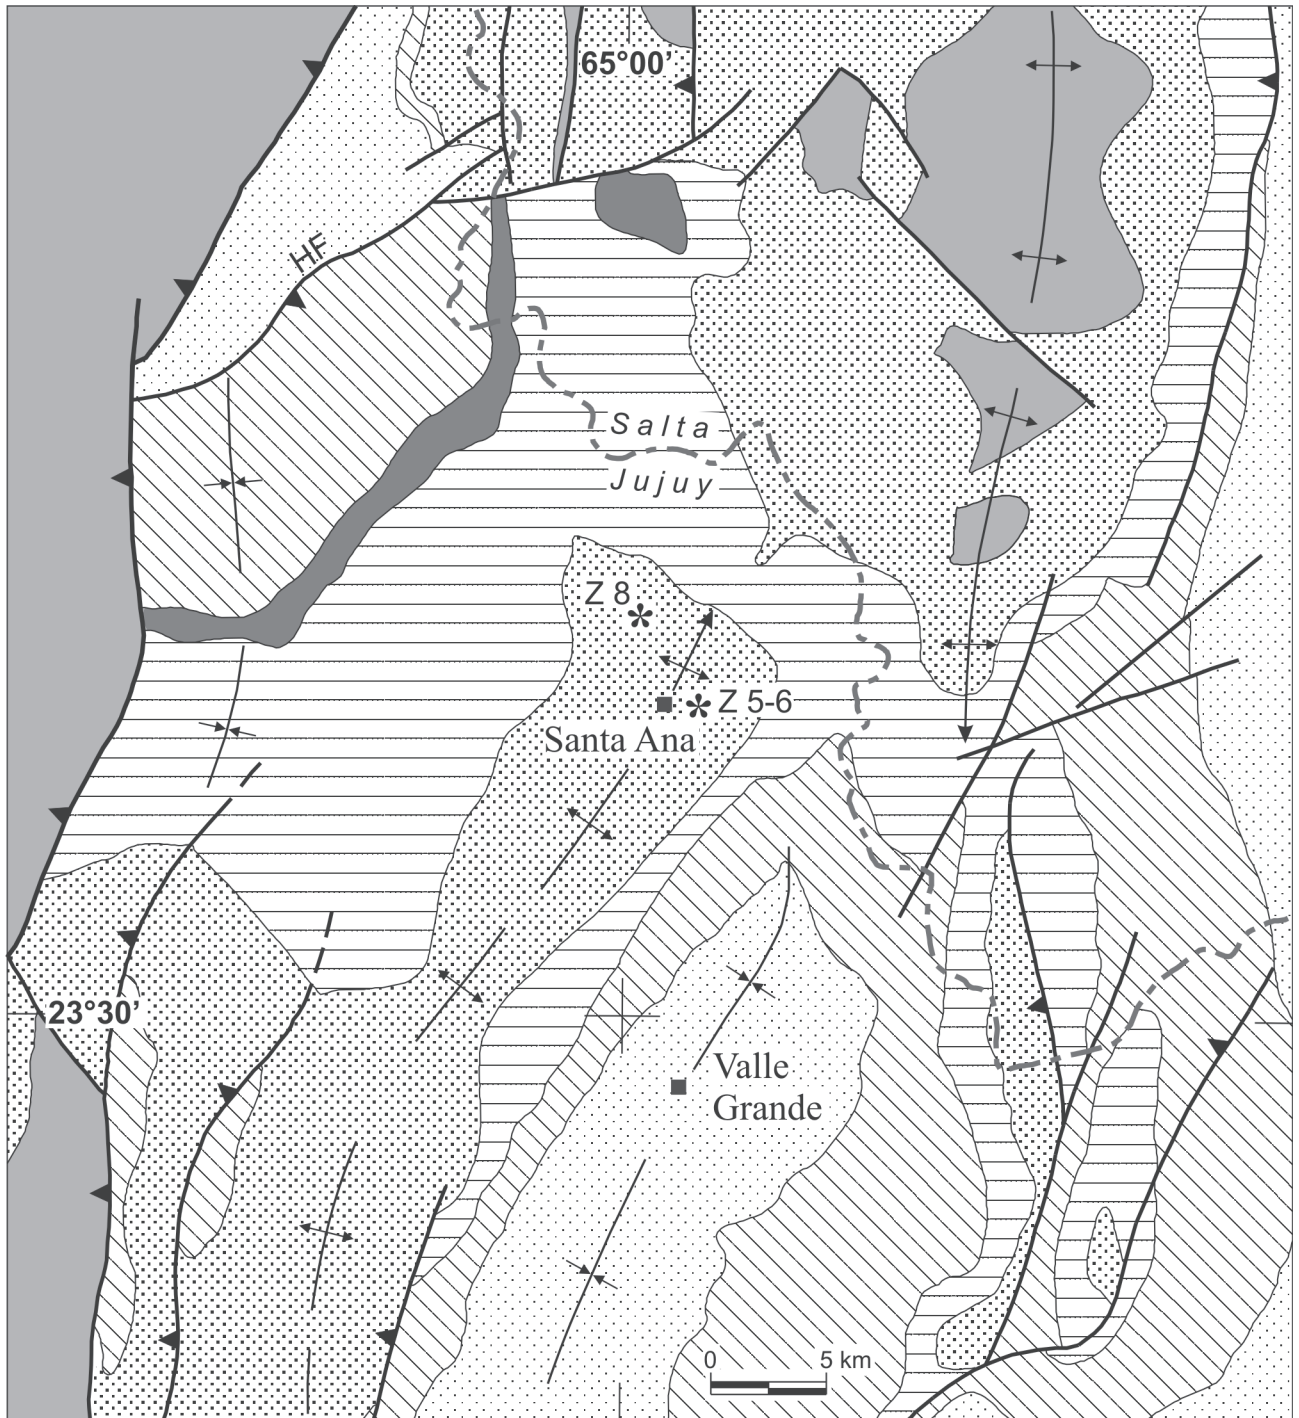 65°00’
HF
Salta
Jujuy
Z 8
Z 5-6
Santa Ana
23°30’
Valle
Grande
0 5 km